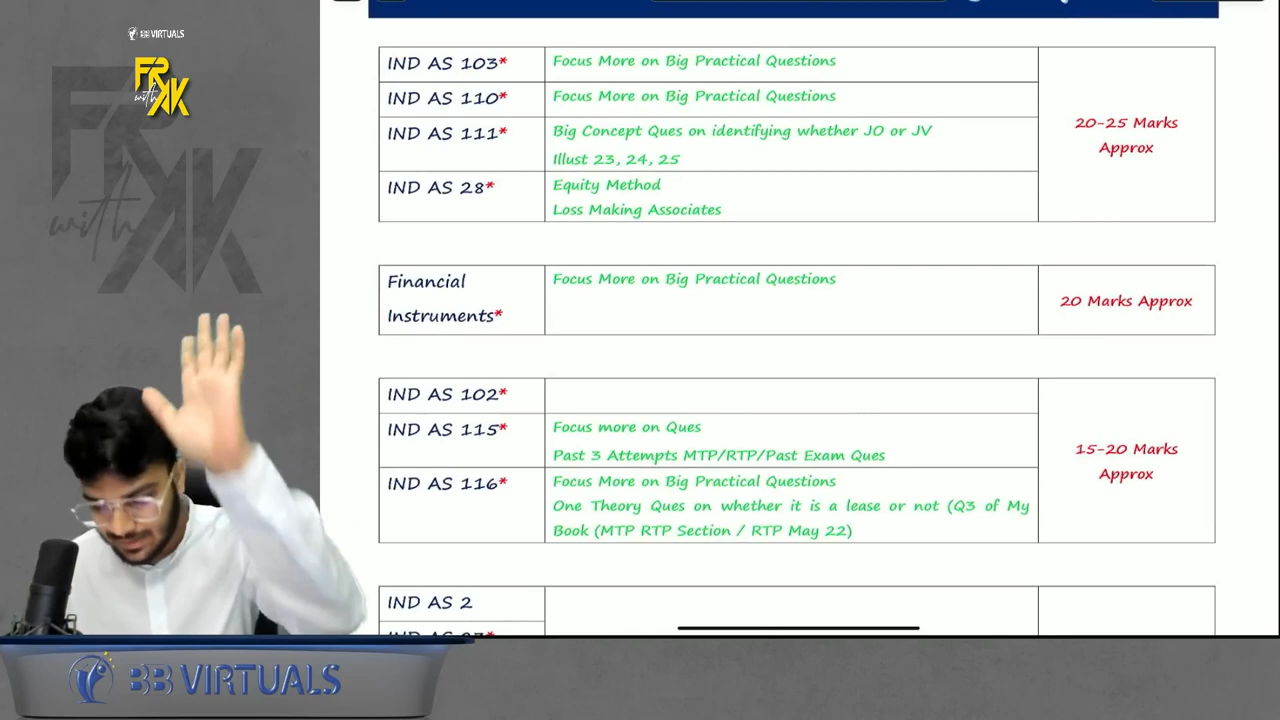 BB VIRTUALS
FR
with AK
FR
with AK
IND AS 103*
Focus More on Big Practical Questions
IND AS 110*
Focus More on Big Practical Questions
IND AS 111*
Big Concept Ques on identifying whether JO or JV
Illust 23, 24, 25
IND AS 28*
Equity Method
Loss Making Associates
20-25 Marks
Approx
Financial
Instruments*
Focus More on Big Practical Questions
20 Marks Approx
IND AS 102*
IND AS 115*
Focus more on Ques
Past 3 Attempts MTP/RTP/Past Exam Ques
IND AS 116*
Focus More on Big Practical Questions
One Theory Ques on whether it is a lease or not (Q3 of My
Book (MTP RTP Section / RTP May 22)
15-20 Marks
Approx
IND AS 2
IND AS
BB VIRTUALS